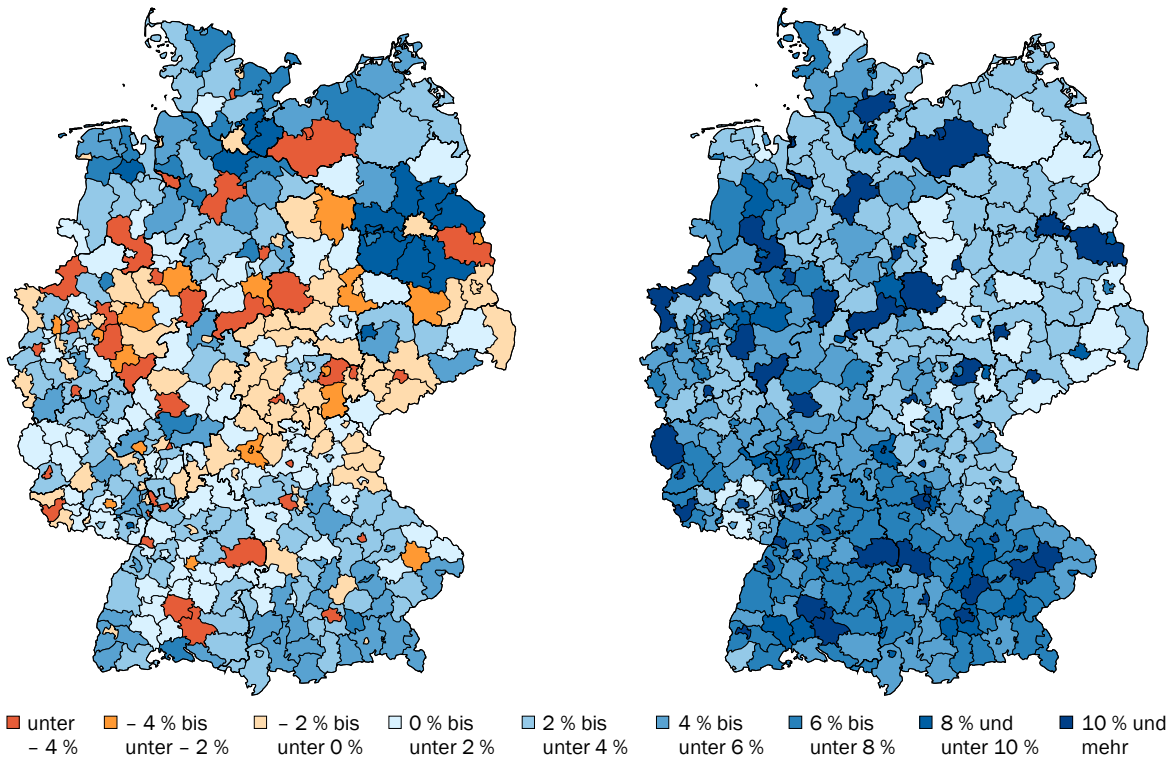 unter
– 4 %
– 4 % bis
unter – 2 %
– 2 % bis
unter 0 %
0 % bis
unter 2 %
2 % bis
unter 4 %
4 % bis
unter 6 %
6 % bis
unter 8 %
8 % und
unter 10 %
10 % und
mehr